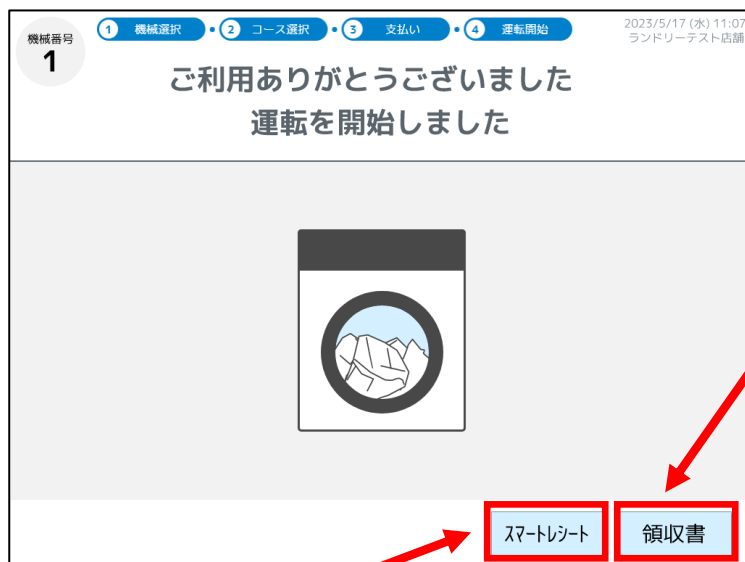 機械番号
1
1 機械選択 • 2 コース選択 • 3 支払い • 4 運転開始
2023/5/17 (水) 11:07
ランドリーテスト店舗
ご利用ありがとうございました
運転を開始しました
スマートレシート
領収書